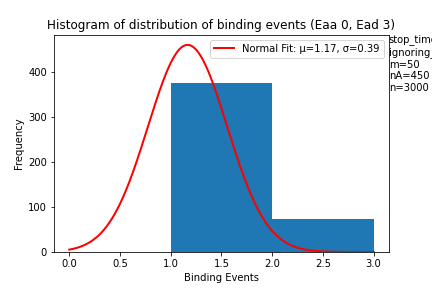 Histogram of distribution of binding events (Eaa 0, Ead 3)
Normal Fit: μ=1.17, σ=0.39
m=50
nA=450
n=3000
Frequency
400
300
200
100
0
0.0 0.5 1.0 1.5 2.0 2.5 3.0
Binding Events